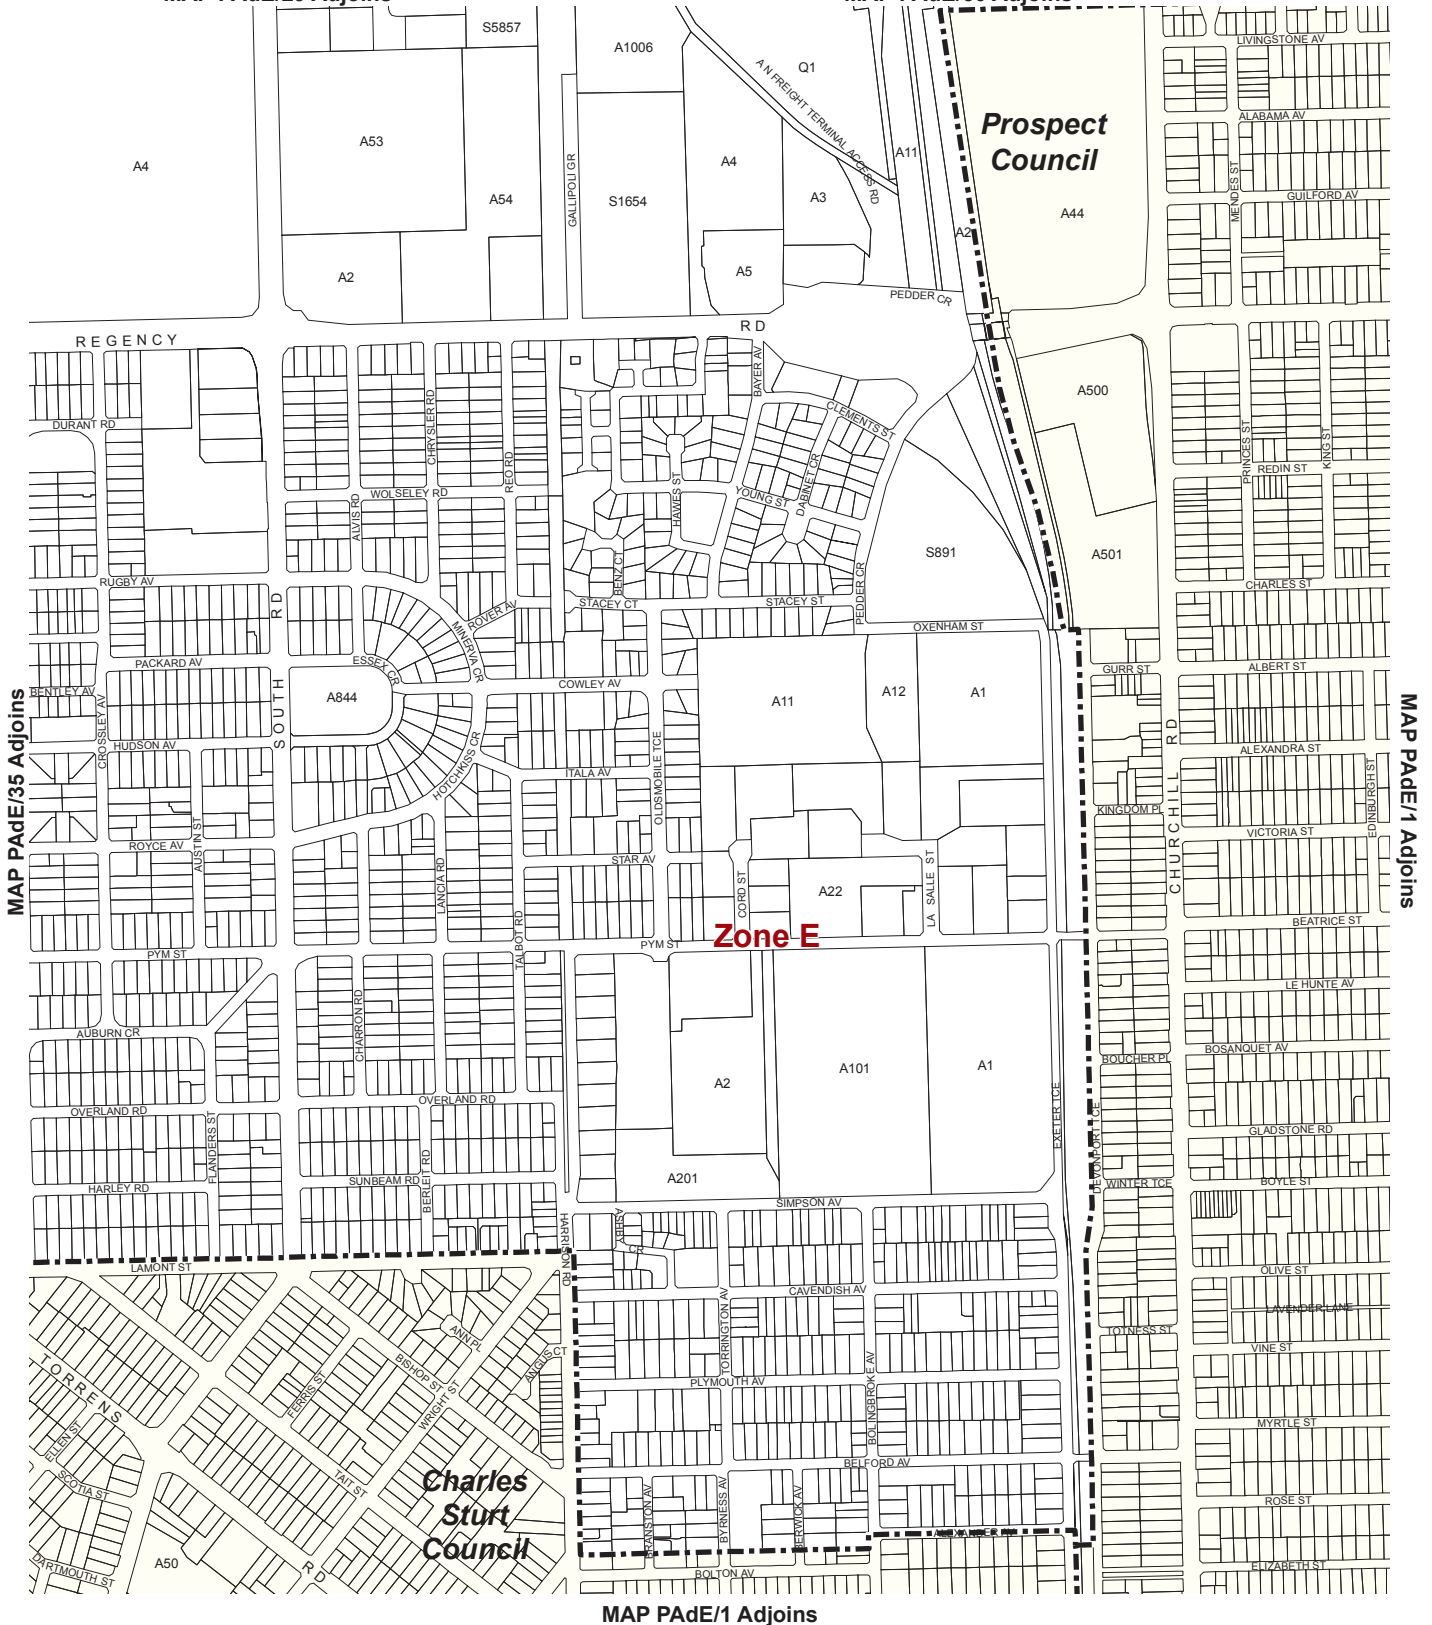 S5857
A1006
Q1
LIVINGSTONE AV
A N FREIGHT TERMINAL ACCESS RD
Prospect
Council
ALABAMA AV
A53
A4
A4
A11
A54
GALLIPOLI GR
S1654
A3
MENDES ST
GUILFORD AV
A44
A2
A2
A5
PEDDER CR
REGENCY
RD
BAYER AV
A500
CHRYSLER RD
CLEMENTS ST
DURANT RD
PRINCES ST
KING ST
REDIN ST
REO RD
WOLSELEY RD
HAWES ST
YOUNG ST
DABINET CR
ALVIS RD
S891
A501
RUGBY AV
BENZ CT
PEDDER CR
CHARLES ST
STACEY CT
STACEY ST
ROVER AV
OXENHAM ST
MINERVA CR
SOUTH RD
PACKARD AV
ESSEX CR
GURR ST
ALBERT ST
BENTLEY AV
A844
COWLEY AV
A11
A12
A1
CROSSLEY AV
HUDSON AV
HOTCHKISS CR
OLDSMOBILE TCE
ALEXANDRA ST
ITALA AV
CHURCHILL RD
EDINBURGH ST
KINGDOM PL
VICTORIA ST
MAP PAdE/35 Adjoins
MAP PAdE/1 Adjoins
ROYCE AV
AUSTIN ST
LANCIA RD
STAR AV
CORD ST
A22
LA SALLE ST
BEATRICE ST
Zone E
TALBOT RD
PYM ST
PYM ST
LE HUNTE AV
CHARRON RD
AUBURN CR
BOSANQUET AV
BOUCHER PL
A2
A101
A1
OVERLAND RD
OVERLAND RD
EXETER TCE
DEVONPORT TCE
GLADSTONE RD
FLANDERS ST
BERLEIT RD
HARLEY RD
SUNBEAM RD
A201
WINTER TCE
BOYLE ST
SIMPSON AV
HARRISON RD
ASHBY CR
LAMONT ST
OLIVE ST
CAVENDISH AV
LAVENDER LANE
TORRINGTON AV
TOTNESS ST
VINE ST
ANN PL
ANGUS CT
BISHOP ST
TORRENS
FERRIS ST
WRIGHT ST
PLYMOUTH AV
BOLINGBROKE AV
MYRTLE ST
ELLEN ST
SCOTIA ST
TAIT ST
Charles
Sturt
Council
BELFORD AV
BRANSTON AV
BYRNESS AV
BERWICK AV
ROSE ST
ALEXANDER AV
A50
RD
DARTMOUTH ST
BOLTON AV
ELIZABETH ST
MAP PAdE/1 Adjoins